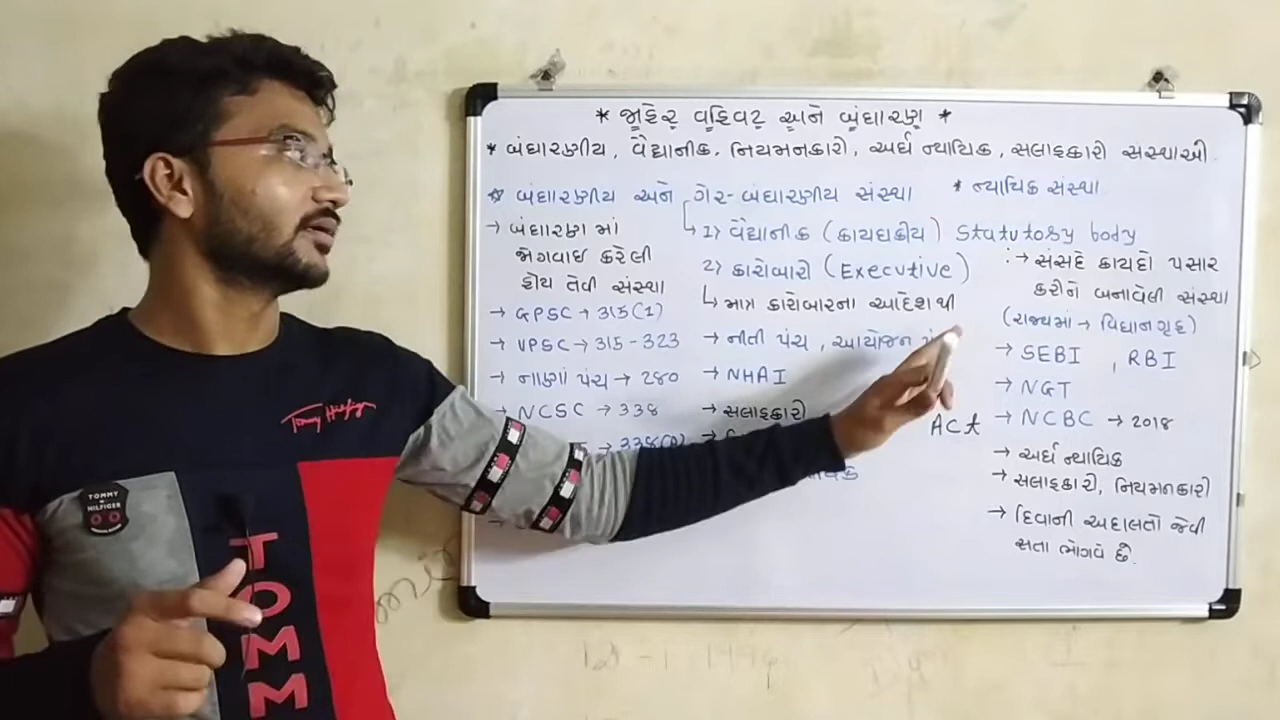 * જાહેર વહિવટ અને બંધારણ *
* બંધારણીય, વૈધાનીક, નિયમનકારી, અર્ધ ન્યાયિક, સલાહકારી સંસ્થાઓ.
☆ બંધારણીય અને ગેર-બંધારણીય સંસ્થા
* ન્યાયિક સંસ્થા
→ બંધારણ માં
જોગવાઈ કરેલી
હોય તેવી સંસ્થા
→ GPSC → 315(1)
→ UPSC → 315-323
→ નાણાં પંચ → 280
→ NCSC → 338
→ 338(A)
1) વૈધાનીક (કાયદાકીય) Statutory body
2) કારોબારી (Executive)
↳ માત્ર કારોબારના આદેશથી
→ નીતી પંચ, આયોજન
→ NHAI
→ સલાહકારી
:→ સંસદે કાયદો પસાર
કરીને બનાવેલી સંસ્થા
(રાજ્યમાં → વિધાનગૃહ)
→ SEBI, RBI
→ NGT
Act → NCBC → 2018
→ અર્ધ ન્યાયિક
→ સલાહકારી, નિયમનકારી
→ દિવાની અદાલતો જેવી
સતા ભોગવે છે.
Tommy Hilfiger
TOMMY
HILFIGER
TOMM